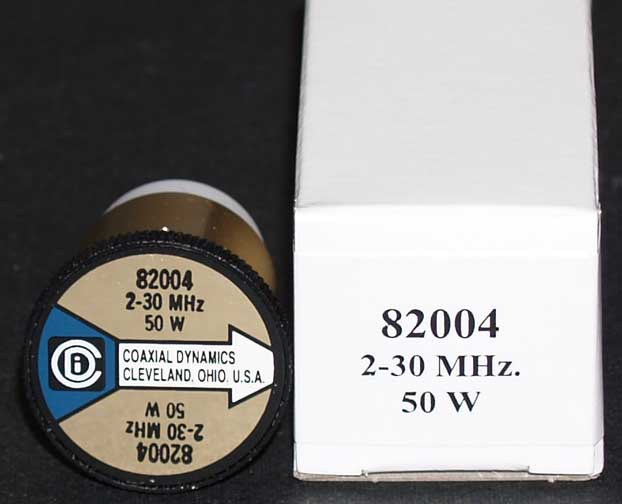 82004
2-30 MHz
50 W
COAXIAL DYNAMICS
CLEVELAND, OHIO, U.S.A.
50 W
2-30 MHz
82004
82004
2-30 MHz.
50 W